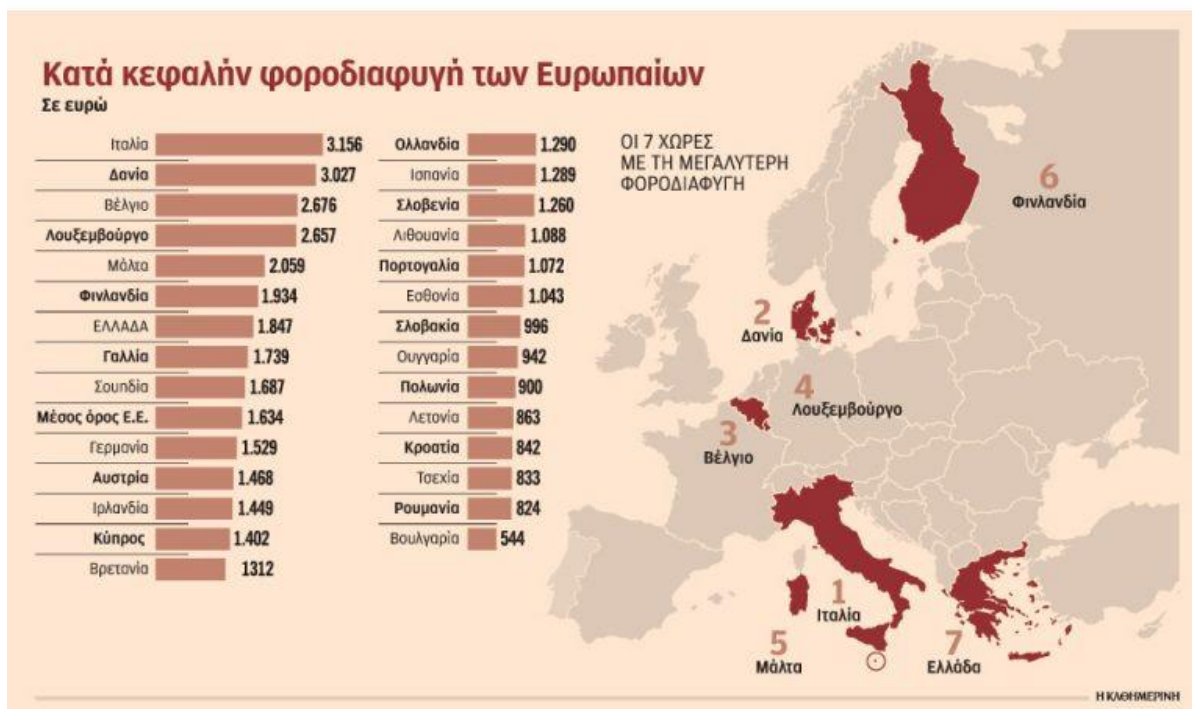 Κατά κεφαλήν φοροδιαφυγή των Ευρωπαίων
Σε ευρώ
Ιταλία 3.156
Δανία 3.027
Βέλγιο 2.676
Λουξεμβούργο 2.657
Μάλτα 2.059
Φινλανδία 1.934
ΕΛΛΑΔΑ 1.847
Γαλλία 1.739
Σουηδία 1.687
Μέσος όρος Ε.Ε. 1.634
Γερμανία 1.529
Αυστρία 1.468
Ιρλανδία 1.449
Κύπρος 1.402
Βρετανία 1312
Ολλανδία 1.290
Ισπανία 1.289
Σλοβενία 1.260
Λιθουανία 1.088
Πορτογαλία 1.072
Εσθονία 1.043
Σλοβακία 996
Ουγγαρία 942
Πολωνία 900
Λετονία 863
Κροατία 842
Τσεχία 833
Ρουμανία 824
Βουλγαρία 544
ΟΙ 7 ΧΩΡΕΣ
ΜΕ ΤΗ ΜΕΓΑΛΥΤΕΡΗ
ΦΟΡΟΔΙΑΦΥΓΗ
6
Φινλανδία
2
Δανία
4
Λουξεμβούργο
3
Βέλγιο
1
Ιταλία
5
Μάλτα
7
Ελλάδα
Η ΚΑΘΗΜΕΡΙΝΗ